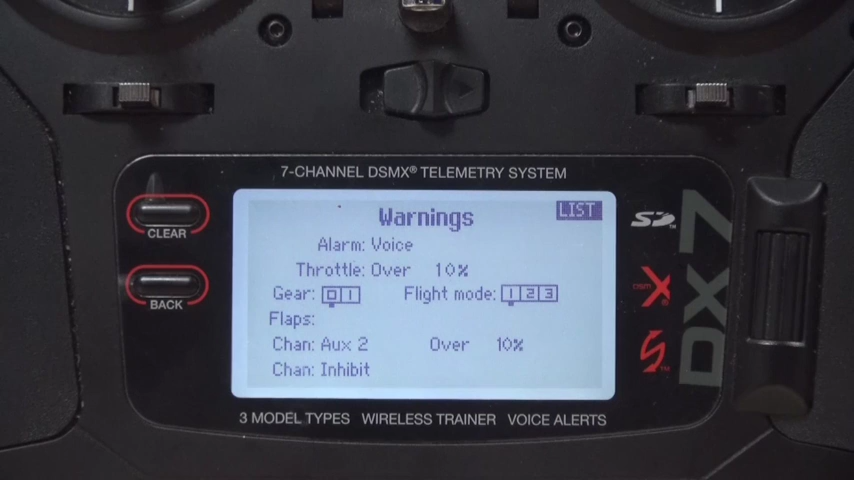 7-CHANNEL DSMX® TELEMETRY SYSTEM
LIST
Warnings
Alarm: Voice
Throttle: Over 10%
Gear: 0 1 Flight mode: 1 2 3
Flaps:
Chan: Aux 2 Over 10%
Chan: Inhibit
CLEAR
BACK
SD™
DSM X®
DX7
3 MODEL TYPES WIRELESS TRAINER VOICE ALERTS